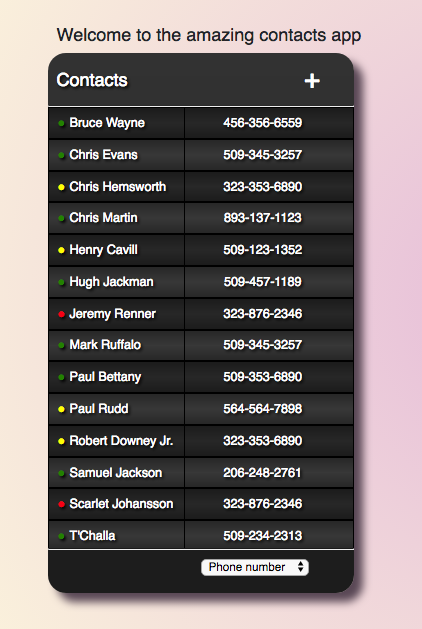 Welcome to the amazing contacts app
Contacts +
Bruce Wayne 456-356-6559
Chris Evans 509-345-3257
Chris Hemsworth 323-353-6890
Chris Martin 893-137-1123
Henry Cavill 509-123-1352
Hugh Jackman 509-457-1189
Jeremy Renner 323-876-2346
Mark Ruffalo 509-345-3257
Paul Bettany 509-353-6890
Paul Rudd 564-564-7898
Robert Downey Jr. 323-353-6890
Samuel Jackson 206-248-2761
Scarlet Johansson 323-876-2346
T'Challa 509-234-2313
Phone number